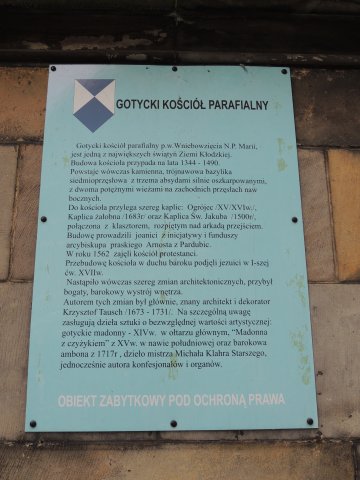 GOTYCKI KOŚCIÓŁ PARAFIALNY
Gotycki kościół parafialny p.w.Wniebowzięcia N.P. Marii,
jest jedną z największych świątyn Ziemi Kłodzkiej.
Budowa kościoła przypada na lata 1344 - 1490.
Powstaje wówczas kamienna, trójnawowa bazylika
siedmioprzęsłowa z trzema absydami silnie oszkarpowanymi,
z dwoma potężnymi wieżami na zachodnich przęsłach naw
bocznych.
Do kościoła przylega szereg kaplic: Ogrójec /XV/XVIw./,
Kaplica żałobna /1683r/ oraz Kaplica Św. Jakuba /1500r/,
połączona z klasztorem, rozpiętym nad arkadą przejściem.
Budowę prowadzili joanici z inicjatywy i funduszy
arcybiskupa praskiego Arnosta z Pardubic.
W roku 1562 zajęli kościół protestanci.
Przebudowę kościoła w duchu baroku podjęli jezuici w I-szej
ćw. XVIIw.
Nastąpiło wówczas szereg zmian architektonicznych, przybył
bogaty, barokowy wystrój wnętrza.
Autorem tych zmian był głównie, znany architekt i dekorator
Krzysztof Tausch /1673 - 1731/. Na szczególną uwagę
zasługują dzieła sztuki o bezwzględnej wartości artystycznej:
gotyckie madonny - XIVw. w ołtarzu głównym, "Madonna
z czyżykiem" z XVw. w nawie południowej oraz barokowa
ambona z 1717r , dzieło mistrza Michała Klahra Starszego,
jednocześnie autora konfesjonałów i organów.
OBIEKT ZABYTKOWY POD OCHRONĄ PRAWA